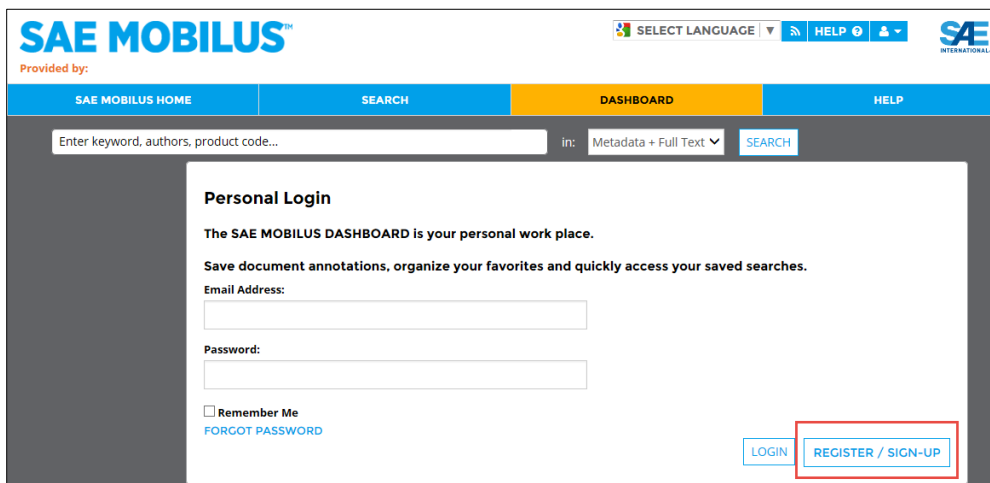 SAE MOBILUS™
SELECT LANGUAGE ▼
HELP
SAE
INTERNATIONAL
Provided by:
SAE MOBILUS HOME
SEARCH
DASHBOARD
HELP
Enter keyword, authors, product code...
in:
Metadata + Full Text
SEARCH
Personal Login
The SAE MOBILUS DASHBOARD is your personal work place.
Save document annotations, organize your favorites and quickly access your saved searches.
Email Address:
Password:
Remember Me
FORGOT PASSWORD
LOGIN
REGISTER / SIGN-UP